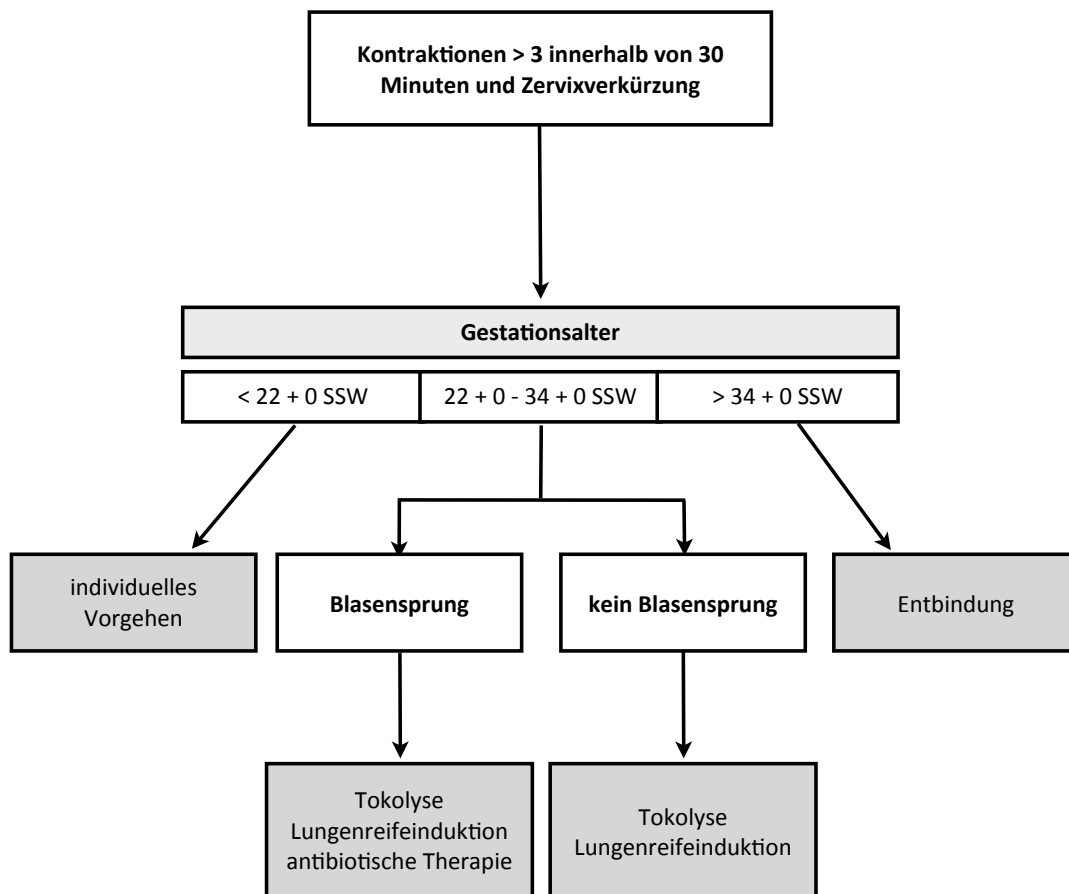 Kontraktionen > 3 innerhalb von 30
Minuten und Zervixverkürzung
Gestationsalter
< 22 + 0 SSW
22 + 0 - 34 + 0 SSW
> 34 + 0 SSW
individuelles
Vorgehen
Blasensprung
kein Blasensprung
Entbindung
Tokolyse
Lungenreifeinduktion
antibiotische Therapie
Tokolyse
Lungenreifeinduktion